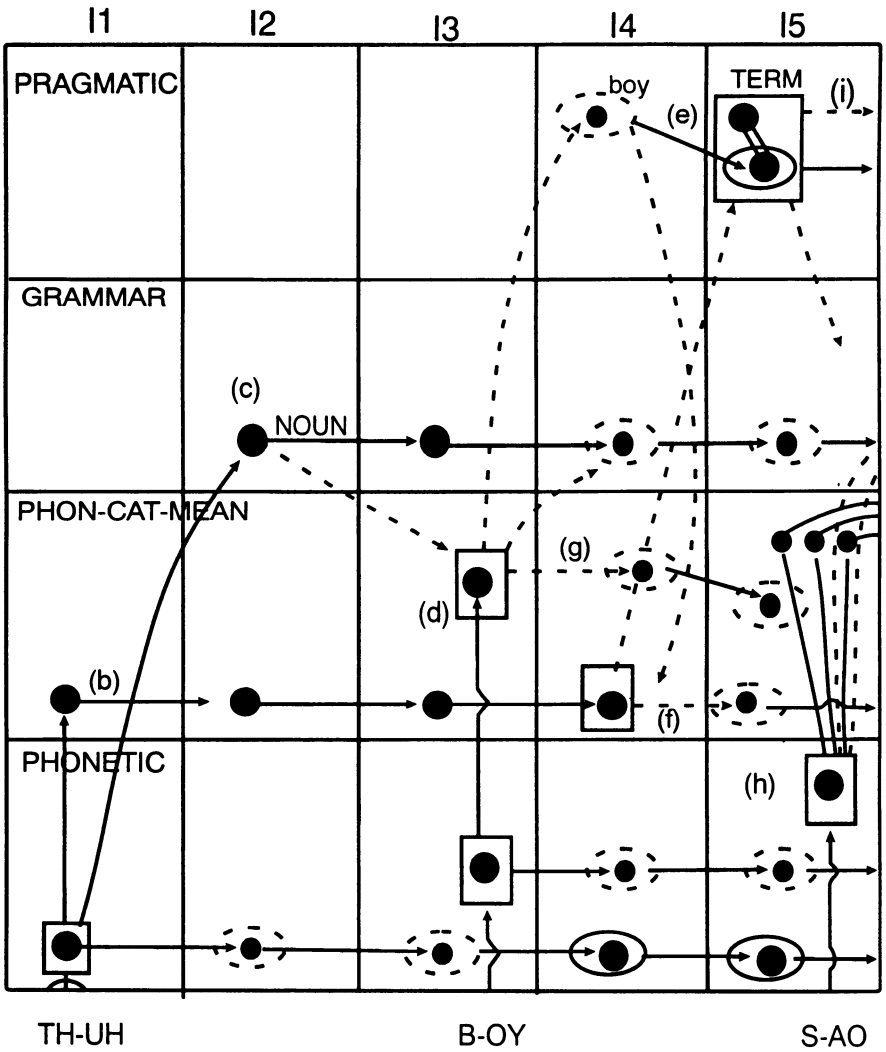 I1 I2 I3 I4 I5
PRAGMATIC
boy
TERM
(e)
(i)
GRAMMAR
(c)
NOUN
PHON-CAT-MEAN
(g)
(d)
(b)
(f)
PHONETIC
(h)
TH-UH B-OY S-AO